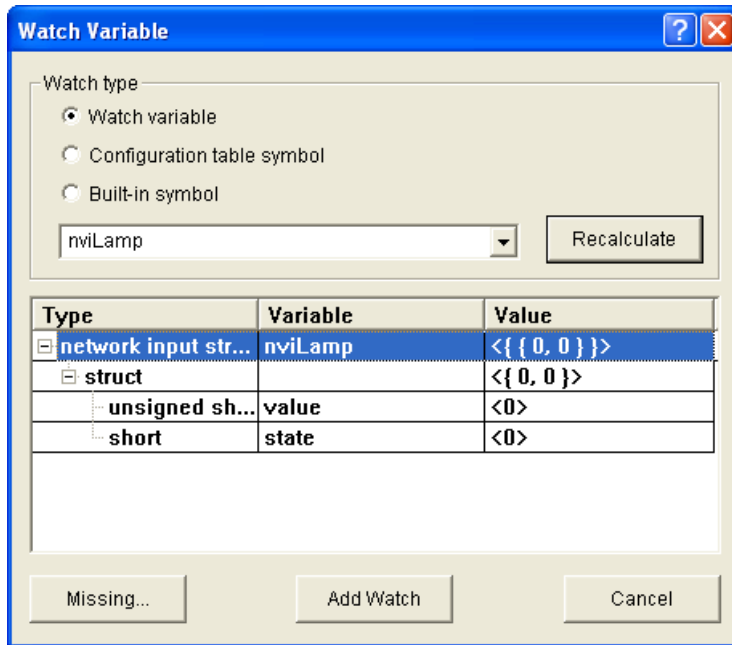 Watch Variable
Watch type
Watch variable
Configuration table symbol
Built-in symbol
nviLamp Recalculate
Type Variable Value
network input str... nviLamp <{ { 0, 0 } }>
struct <{ 0, 0 }>
unsigned sh... value <0>
short state <0>
Missing... Add Watch Cancel